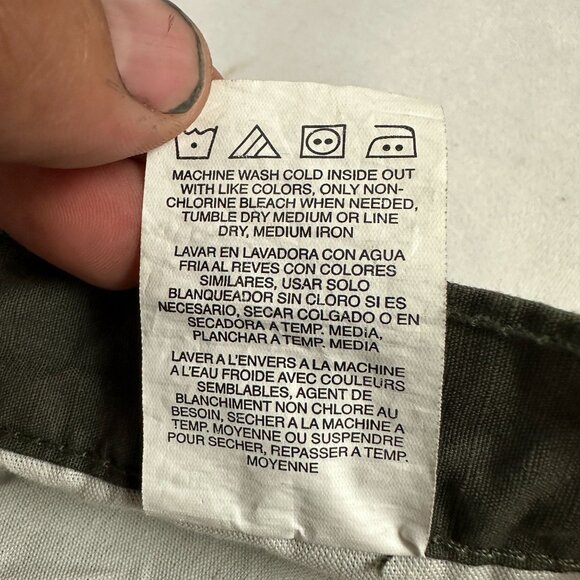 MACHINE WASH COLD INSIDE OUT
WITH LIKE COLORS, ONLY NON-
CHLORINE BLEACH WHEN NEEDED,
TUMBLE DRY MEDIUM OR LINE
DRY, MEDIUM IRON
LAVAR EN LAVADORA CON AGUA
FRIA AL REVES CON COLORES
SIMILARES, USAR SOLO
BLANQUEADOR SIN CLORO SI ES
NECESARIO, SECAR COLGADO O EN
SECADORA A TEMP. MEDIA,
PLANCHAR A TEMP. MEDIA
LAVER A L'ENVERS A LA MACHINE
A L'EAU FROIDE AVEC COULEURS
SEMBLABLES, AGENT DE
BLANCHIMENT NON CHLORE AU
BESOIN, SECHER A LA MACHINE A
TEMP. MOYENNE OU SUSPENDRE
POUR SECHER, REPASSER A TEMP.
MOYENNE